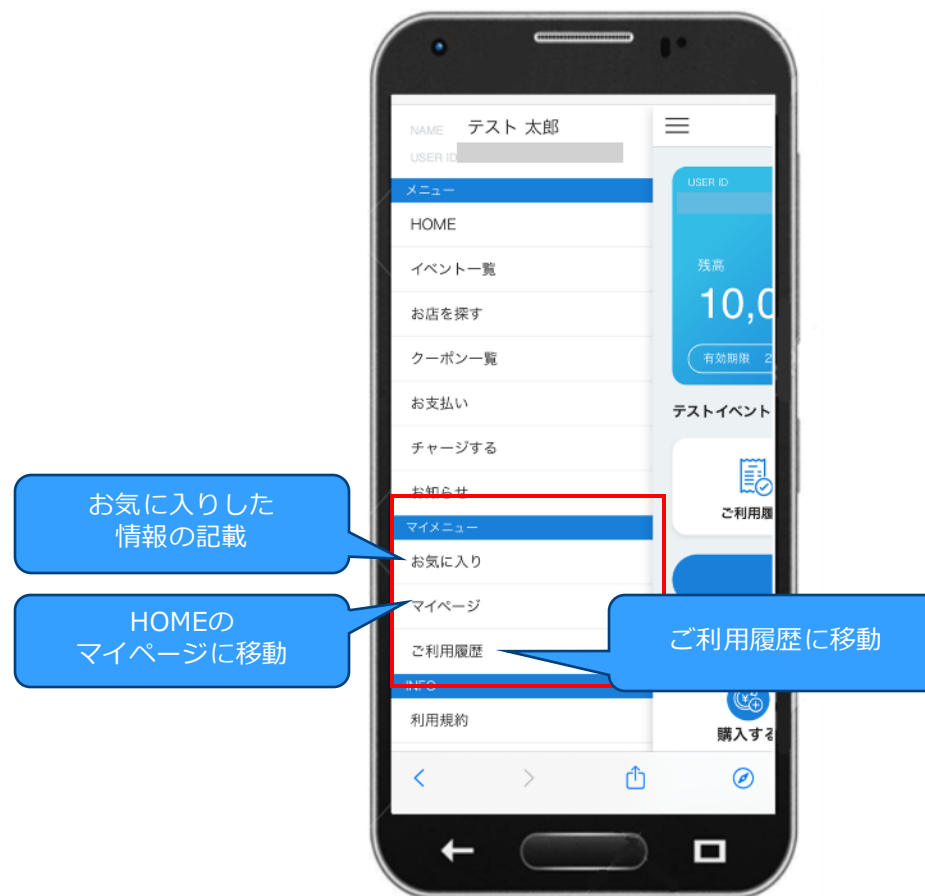 NAME テスト 太郎
USER ID
メニュー
HOME
イベント一覧
お店を探す
クーポン一覧
お支払い
チャージする
お知らせ
マイメニュー
お気に入り
マイページ
ご利用履歴
INFO
利用規約
USER ID
残高
10,0
有効期限 2
テストイベント
ご利用履
購入する
お気に入りした
情報の記載
HOMEの
マイページに移動
ご利用履歴に移動